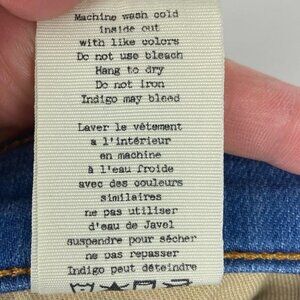 Machine wash cold
inside out
with like colors
Do not use bleach
Hang to dry
Do not iron
Indigo may bleed
Laver le vêtement
a l'intérieur
en machine
à l'eau froide
avec des couleurs
similaires
ne pas utiliser
d'eau de Javel
suspendre pour sécher
ne pas repasser
Indigo peut déteindre